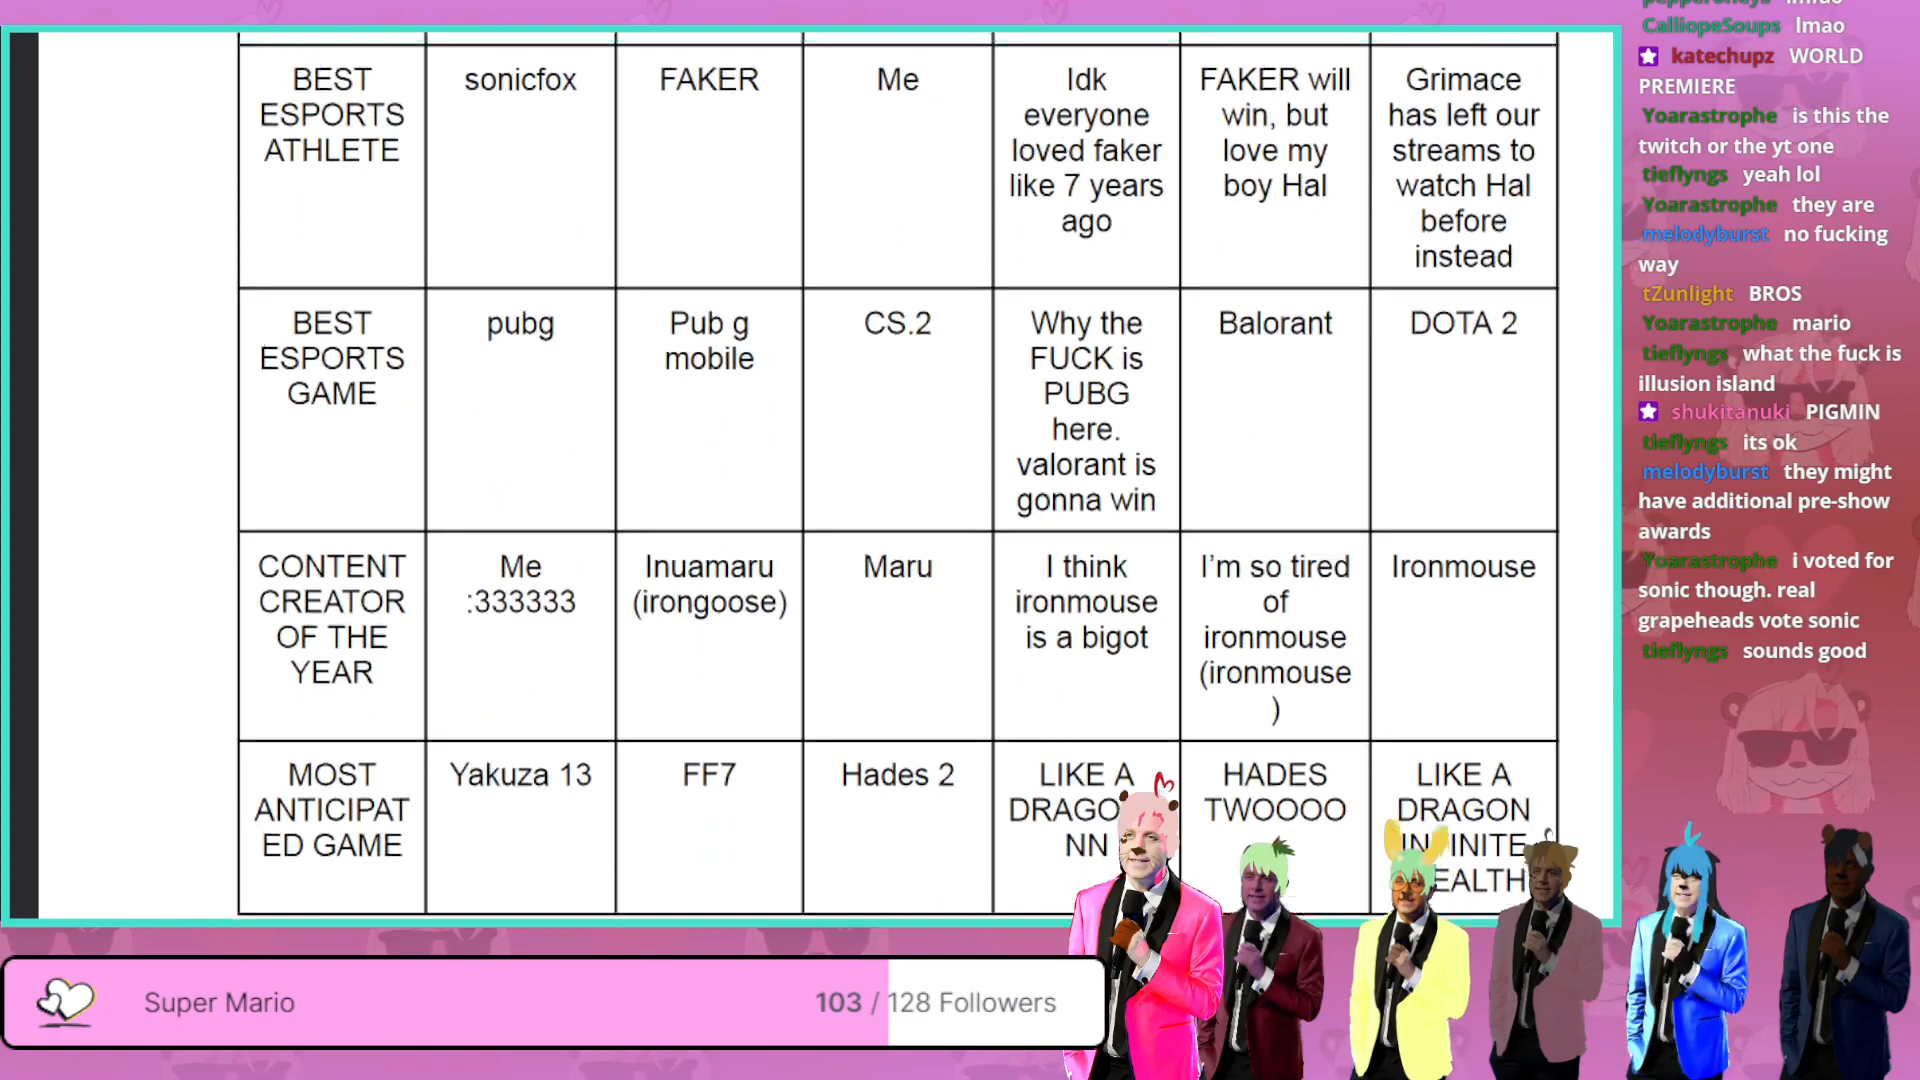 BEST
ESPORTS
ATHLETE
sonicfox
FAKER
Me
Idk
everyone
loved faker
like 7 years
ago
FAKER will
win, but
love my
boy Hal
Grimace
has left our
streams to
watch Hal
before
instead
BEST
ESPORTS
GAME
pubg
Pub g
mobile
CS.2
Why the
FUCK is
PUBG
here.
valorant is
gonna win
Balorant
DOTA 2
CONTENT
CREATOR
OF THE
YEAR
Me
:333333
Inuamaru
(irongoose)
Maru
I think
ironmouse
is a bigot
I'm so tired
of
ironmouse
(ironmouse
)
Ironmouse
MOST
ANTICIPAT
ED GAME
Yakuza 13
FF7
Hades 2
LIKE A
DRAGO
NN
HADES
TWOOOO
LIKE A
DRAGON
INFINITE
EALTH
CalliopeSoups lmao
katechupz WORLD
PREMIERE
Yoarastrophe is this the
twitch or the yt one
tieflyngs yeah lol
Yoarastrophe they are
melodyburst no fucking
way
tZunlight BROS
Yoarastrophe mario
tieflyngs what the fuck is
illusion island
shukitanuki PIGMIN
tieflyngs its ok
melodyburst they might
have additional pre-show
awards
Yoarastrophe i voted for
sonic though. real
grapeheads vote sonic
tieflyngs sounds good
Super Mario
103 / 128 Followers